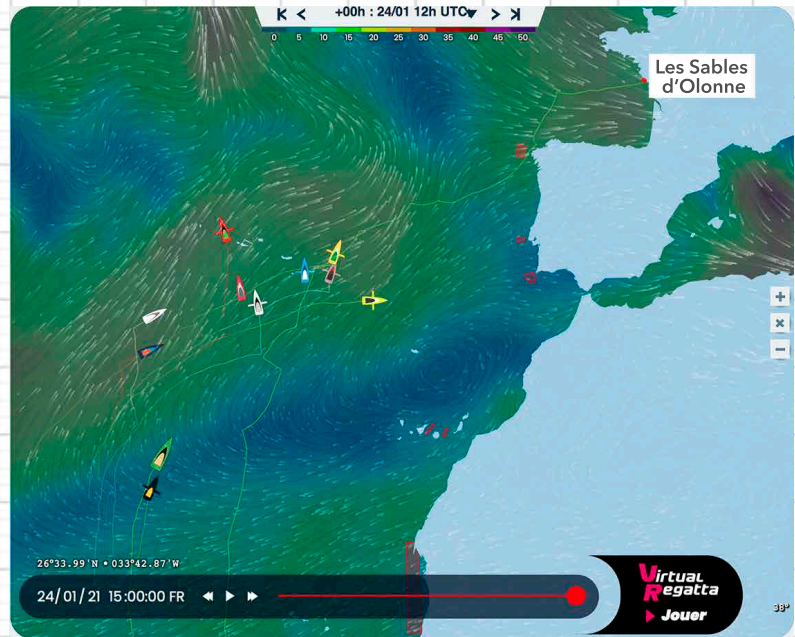 +00h : 24/01 12h UTC
0 5 10 15 20 25 30 35 40 45 50
Les Sables
d'Olonne
26°33.99'N • 033°42.87'W
24/01/21 15:00:00 FR
Virtual
Regatta
Jouer
38°